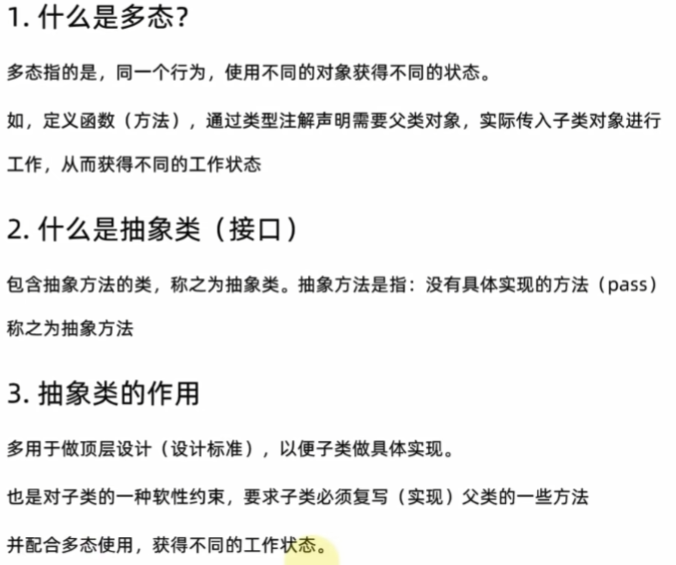 1. 什么是多态？
多态指的是，同一个行为，使用不同的对象获得不同的状态。
如，定义函数（方法），通过类型注解声明需要父类对象，实际传入子类对象进行
工作，从而获得不同的工作状态
2. 什么是抽象类（接口）
包含抽象方法的类，称之为抽象类。抽象方法是指：没有具体实现的方法（pass）
称之为抽象方法
3. 抽象类的作用
多用于做顶层设计（设计标准），以便子类做具体实现。
也是对子类的一种软性约束，要求子类必须复写（实现）父类的一些方法
并配合多态使用，获得不同的工作状态。